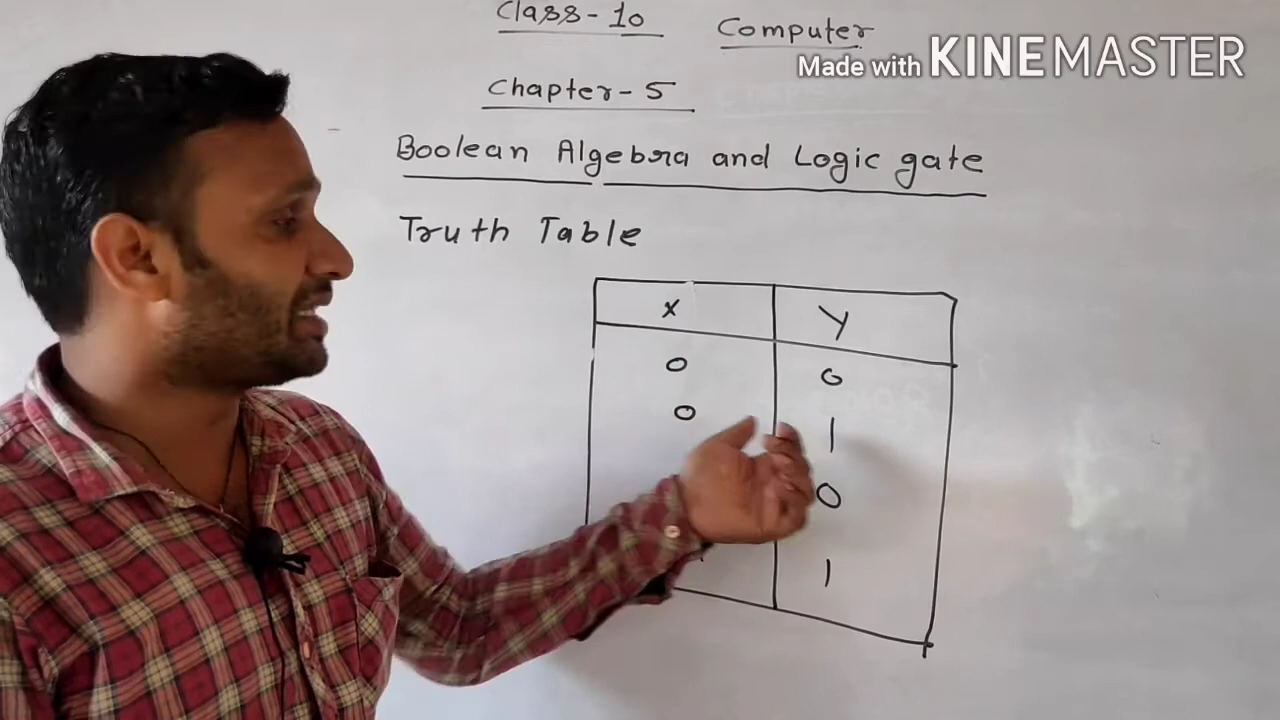 Class-10 Computer
Made with KINEMASTER
Chapter-5
Boolean Algebra and Logic gate
Truth Table
x y
0 0
0 1
0
1